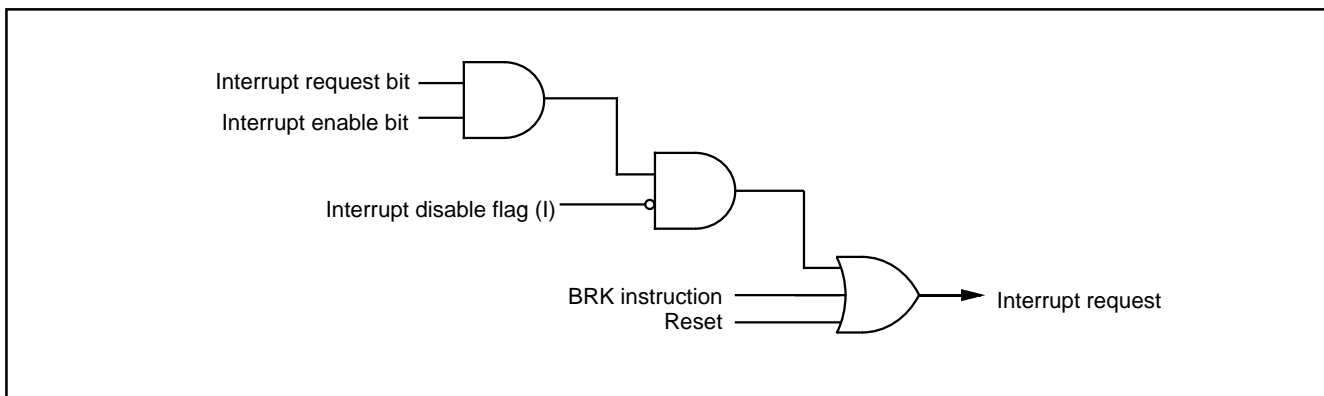 Interrupt request bit
Interrupt enable bit
Interrupt disable flag (I)
BRK instruction
Reset
Interrupt request